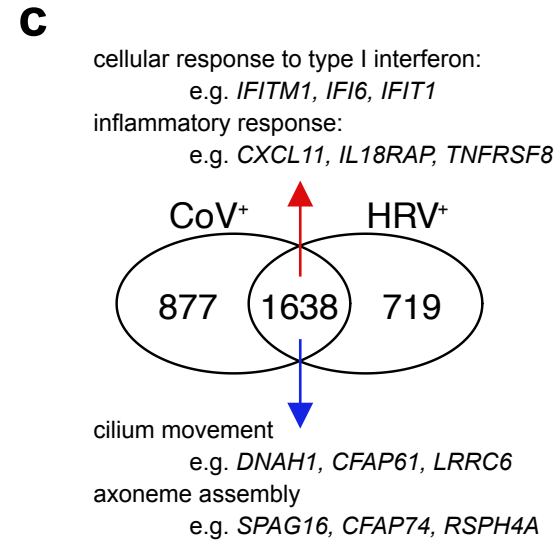 c
cellular response to type I interferon:
e.g. IFITM1, IFI6, IFIT1
inflammatory response:
e.g. CXCL11, IL18RAP, TNFRSF8
CoV+ HRV+
877 1638 719
cilium movement
e.g. DNAH1, CFAP61, LRRC6
axoneme assembly
e.g. SPAG16, CFAP74, RSPH4A